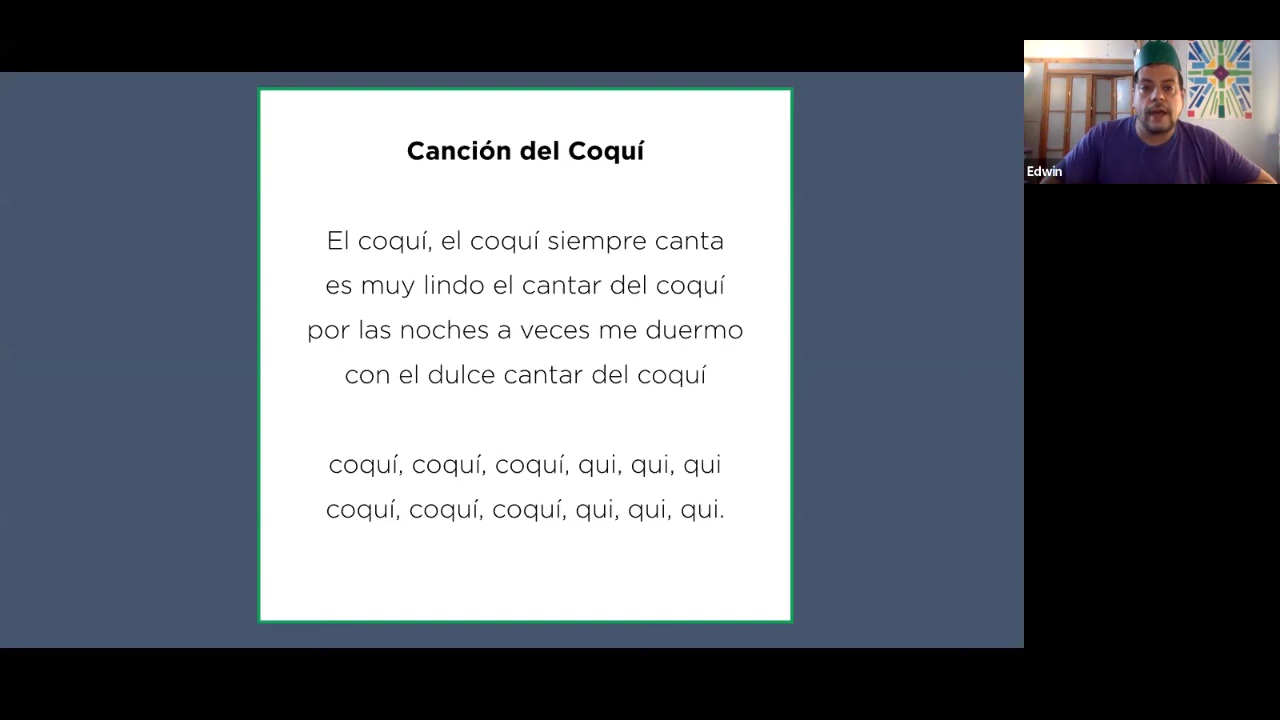 Canción del Coquí
El coquí, el coquí siempre canta
es muy lindo el cantar del coquí
por las noches a veces me duermo
con el dulce cantar del coquí
coquí, coquí, coquí, qui, qui, qui
coquí, coquí, coquí, qui, qui, qui.
Edwin